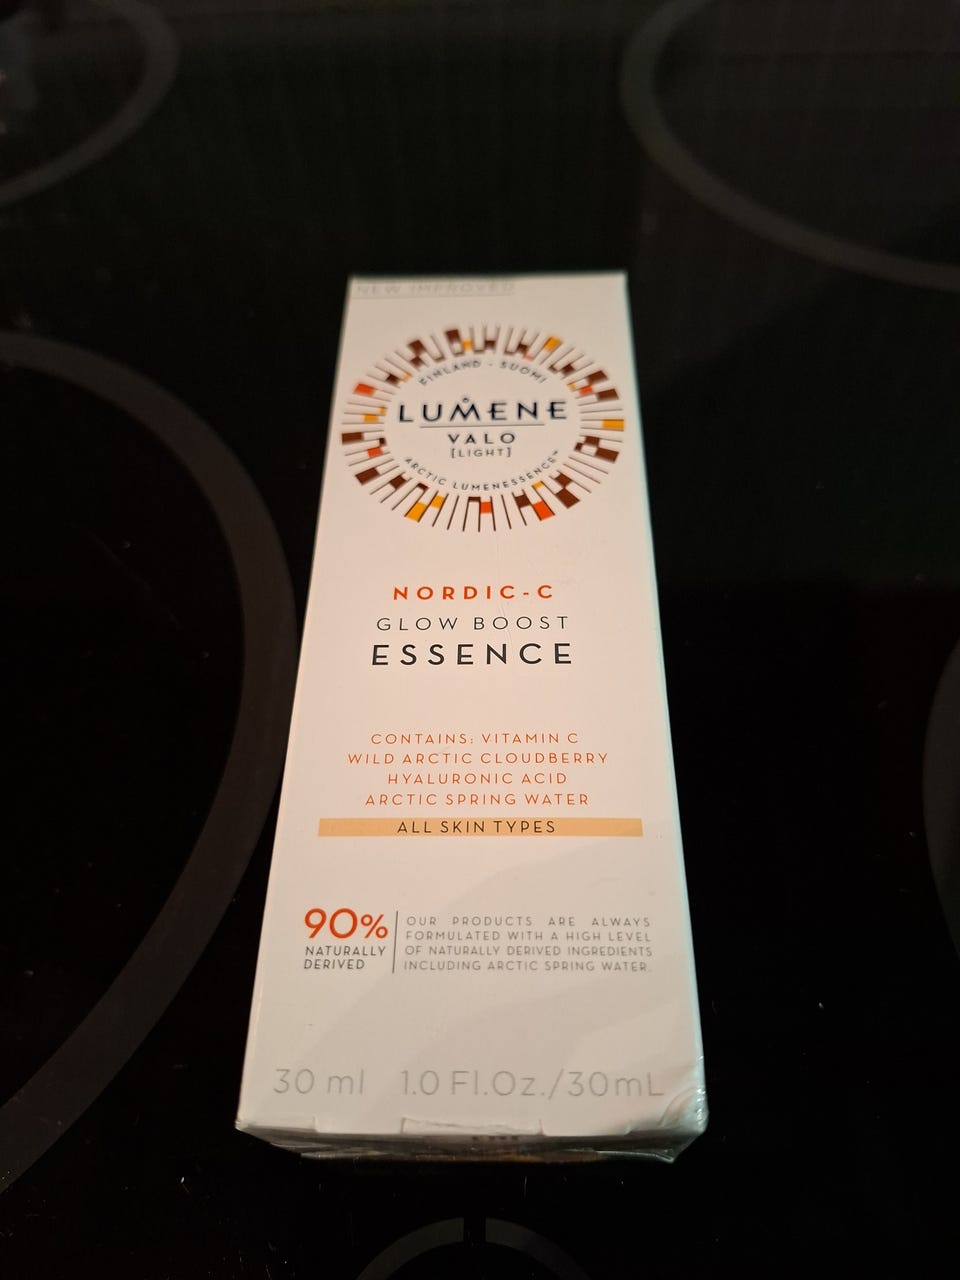 NEW IMPROVED
FINLAND - SUOMI
LUMENE
VALO
[LIGHT]
ARCTIC LUMENESSENCE™
NORDIC-C
GLOW BOOST
ESSENCE
CONTAINS: VITAMIN C
WILD ARCTIC CLOUDBERRY
HYALURONIC ACID
ARCTIC SPRING WATER
ALL SKIN TYPES
90%
NATURALLY
DERIVED
OUR PRODUCTS ARE ALWAYS
FORMULATED WITH A HIGH LEVEL
OF NATURALLY DERIVED INGREDIENTS
INCLUDING ARCTIC SPRING WATER.
30 ml 1.0 Fl.Oz./30mL